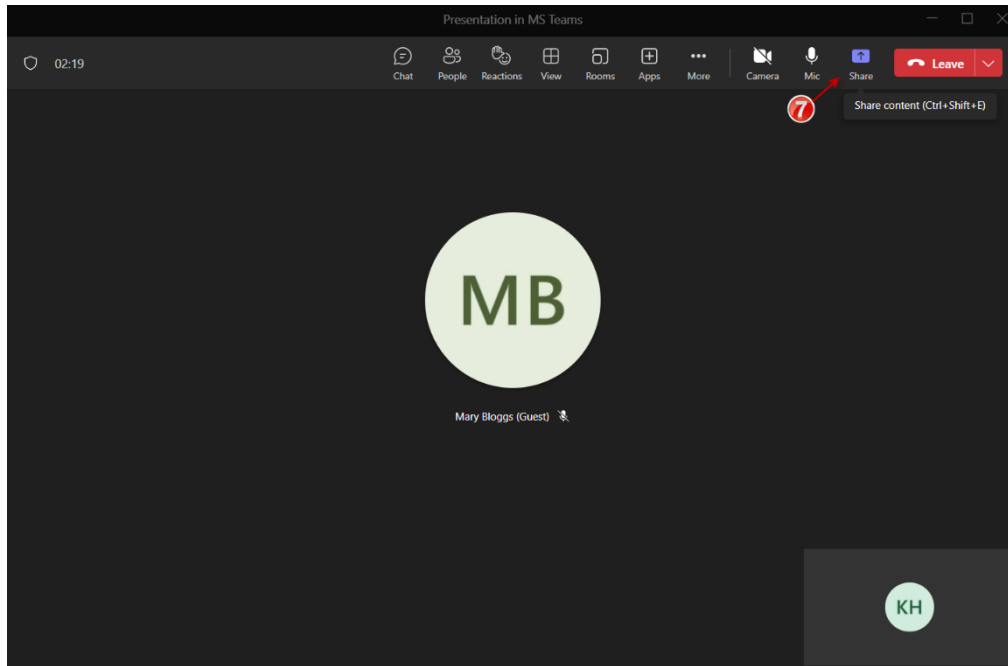 Presentation in MS Teams
02:19
Chat People Reactions View Rooms Apps More Camera Mic Share Leave
7
Share content (Ctrl+Shift+E)
MB
Mary Bloggs (Guest)
KH